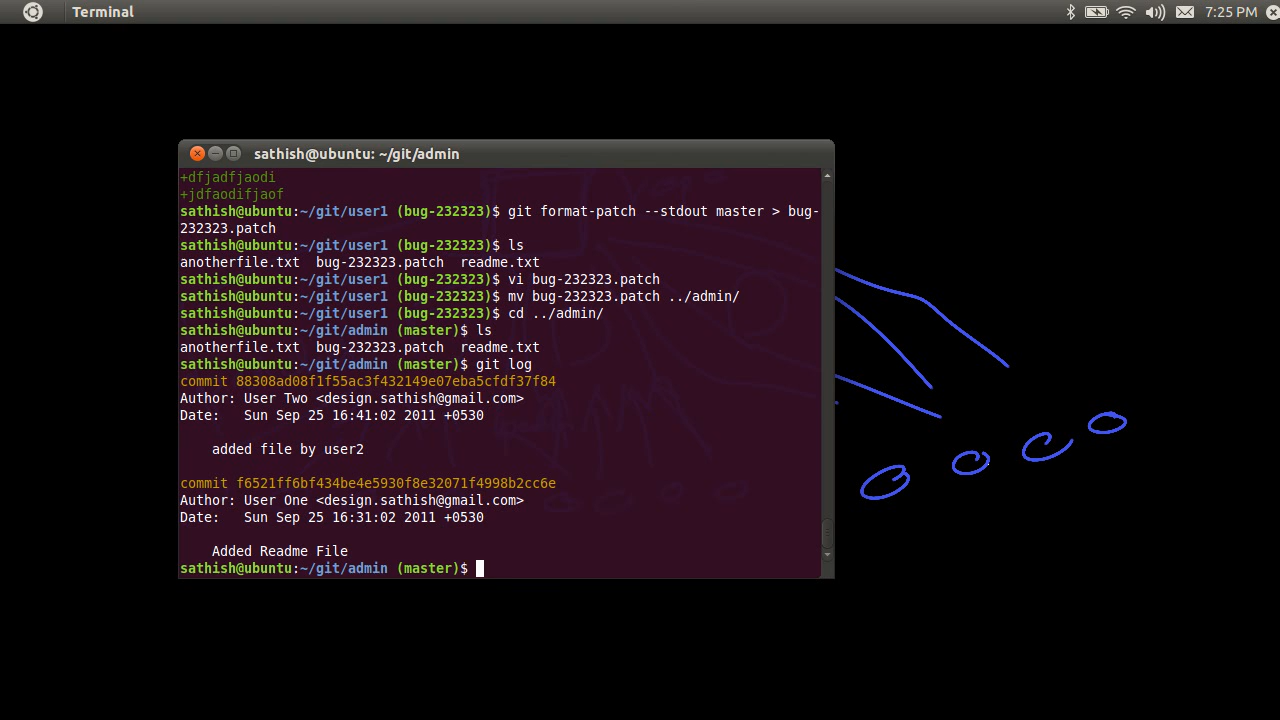 Terminal
7:25 PM
sathish@ubuntu: ~/git/admin
+dfjadfjaodi
+jdfaodifjaof
sathish@ubuntu:~/git/user1 (bug-232323)$ git format-patch --stdout master > bug-
232323.patch
sathish@ubuntu:~/git/user1 (bug-232323)$ ls
anotherfile.txt  bug-232323.patch  readme.txt
sathish@ubuntu:~/git/user1 (bug-232323)$ vi bug-232323.patch
sathish@ubuntu:~/git/user1 (bug-232323)$ mv bug-232323.patch ../admin/
sathish@ubuntu:~/git/user1 (bug-232323)$ cd ../admin/
sathish@ubuntu:~/git/admin (master)$ ls
anotherfile.txt  bug-232323.patch  readme.txt
sathish@ubuntu:~/git/admin (master)$ git log
commit 88308ad08f1f55ac3f432149e07eba5cfdf37f84
Author: User Two <design.sathish@gmail.com>
Date:   Sun Sep 25 16:41:02 2011 +0530
added file by user2
commit f6521ff6bf434be4e5930f8e32071f4998b2cc6e
Author: User One <design.sathish@gmail.com>
Date:   Sun Sep 25 16:31:02 2011 +0530
Added Readme File
sathish@ubuntu:~/git/admin (master)$